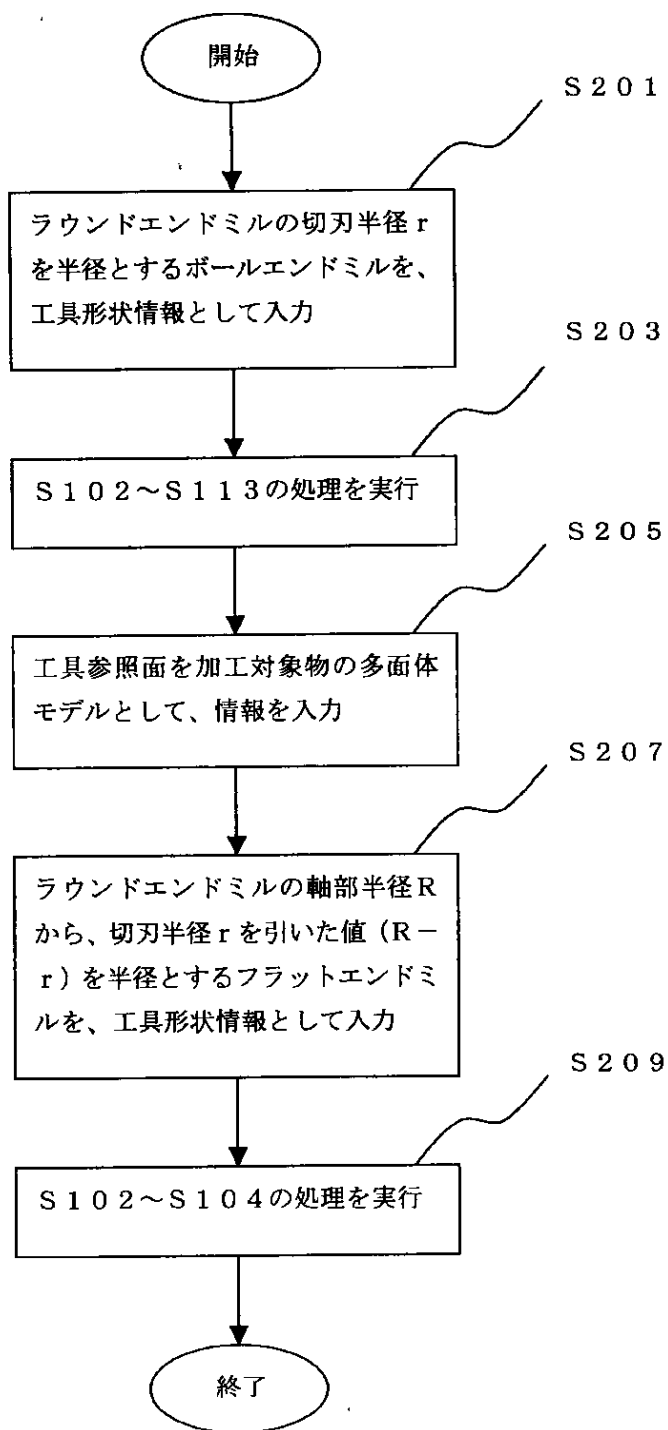 開始
S201
ラウンドエンドミルの切刃半径r
を半径とするボールエンドミルを、
工具形状情報として入力
S203
S102～S113の処理を実行
S205
工具参照面を加工対象物の多面体
モデルとして、情報を入力
S207
ラウンドエンドミルの軸部半径R
から、切刃半径rを引いた値（R－
r）を半径とするフラットエンドミ
ルを、工具形状情報として入力
S209
S102～S104の処理を実行
終了